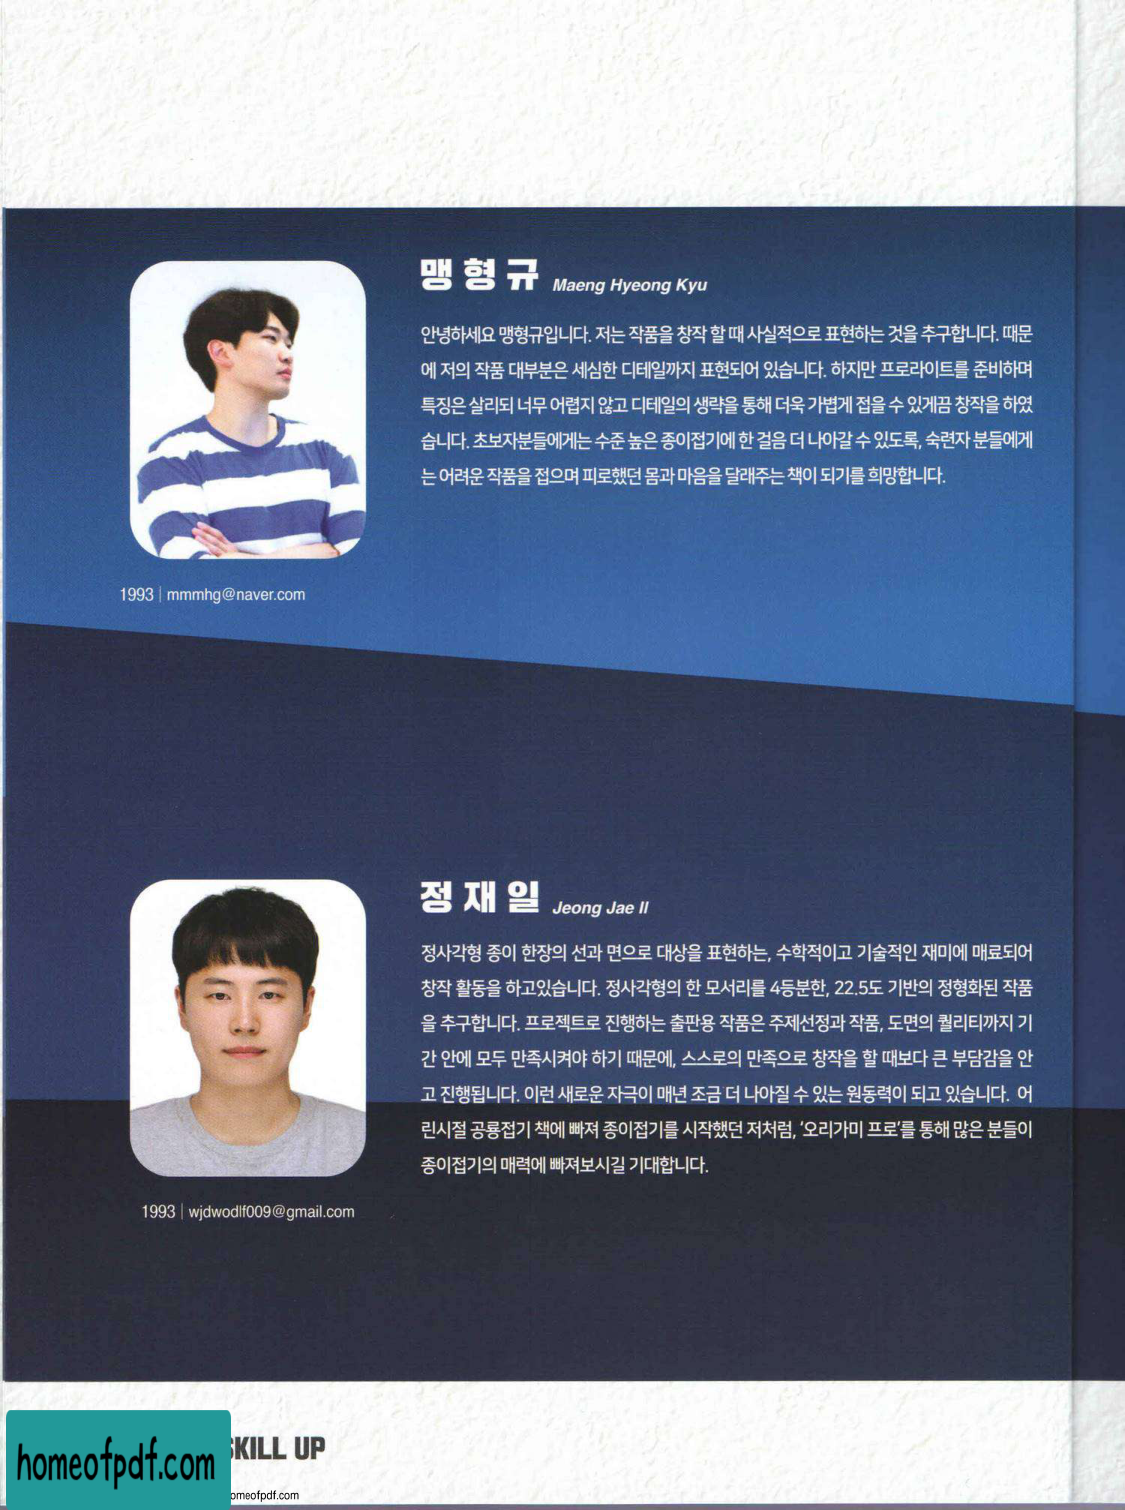 맹형규 Maeng Hyeong Kyu
안녕하세요 맹형규입니다. 저는 작품을 창작 할 때 사실적으로 표현하는 것을 추구합니다. 때문
에 저의 작품 대부분은 세심한 디테일까지 표현되어 있습니다. 하지만 프로라이트를 준비하며
특징은 살리되 너무 어렵지 않고 디테일의 생략을 통해 더욱 가볍게 접을 수 있게끔 창작을 하였
습니다. 초보자분들에게는 수준 높은 종이접기에 한 걸음 더 나아갈 수 있도록, 숙련자 분들에게
는 어려운 작품을 접으며 피로했던 몸과 마음을 달래주는 책이 되기를 희망합니다.
1993 | mmmhg@naver.com
정재일 Jeong Jae Il
정사각형 종이 한장의 선과 면으로 대상을 표현하는, 수학적이고 기술적인 재미에 매료되어
창작 활동을 하고있습니다. 정사각형의 한 모서리를 4등분한, 22.5도 기반의 정형화된 작품
을 추구합니다. 프로젝트로 진행하는 출판용 작품은 주제선정과 작품, 도면의 퀄리티까지 기
간 안에 모두 만족시켜야 하기 때문에, 스스로의 만족으로 창작을 할 때보다 큰 부담감을 안
고 진행됩니다. 이런 새로운 자극이 매년 조금 더 나아질 수 있는 원동력이 되고 있습니다. 어
린시절 공룡접기 책에 빠져 종이접기를 시작했던 저처럼, '오리가미 프로'를 통해 많은 분들이
종이접기의 매력에 빠져보시길 기대합니다.
1993 | wjdwodlf009@gmail.com
SKILL UP
homeofpdf.com
omeofpdf.com